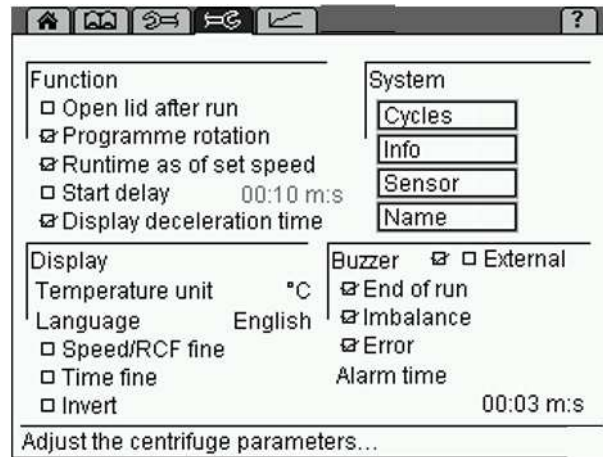 ?
Function
Open lid after run
Programme rotation
Runtime as of set speed
Start delay 00:10 m:s
Display deceleration time
System
Cycles
Info
Sensor
Name
Display
Temperature unit °C
Language English
Speed/RCF fine
Time fine
Invert
Buzzer External
End of run
Imbalance
Error
Alarm time
00:03 m:s
Adjust the centrifuge parameters...